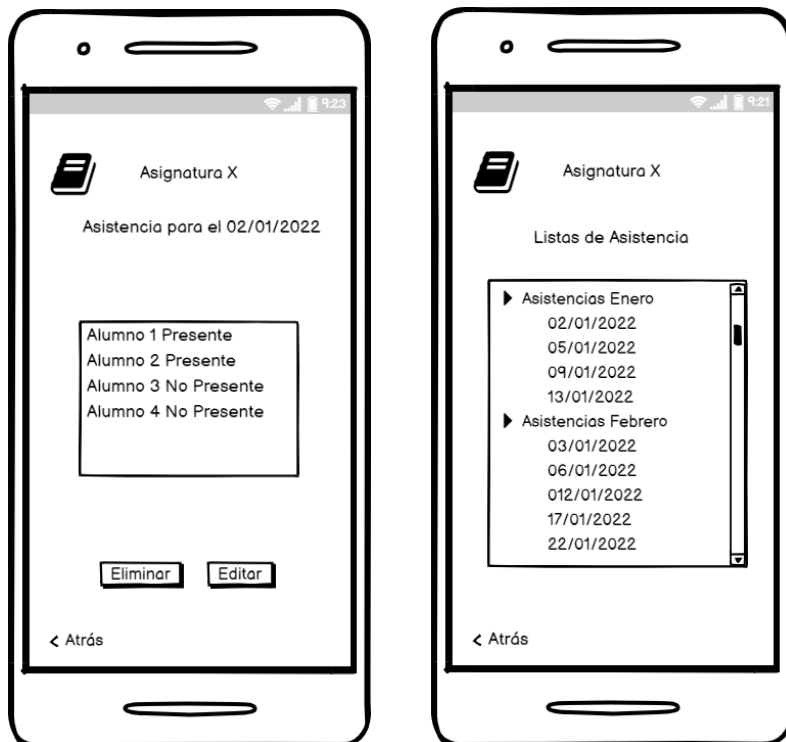 9:23
Asignatura X
Asistencia para el 02/01/2022
Alumno 1 Presente
Alumno 2 Presente
Alumno 3 No Presente
Alumno 4 No Presente
Eliminar
Editar
< Atrás
9:21
Asignatura X
Listas de Asistencia
Asistencias Enero
02/01/2022
05/01/2022
09/01/2022
13/01/2022
Asistencias Febrero
03/01/2022
06/01/2022
012/01/2022
17/01/2022
22/01/2022
< Atrás